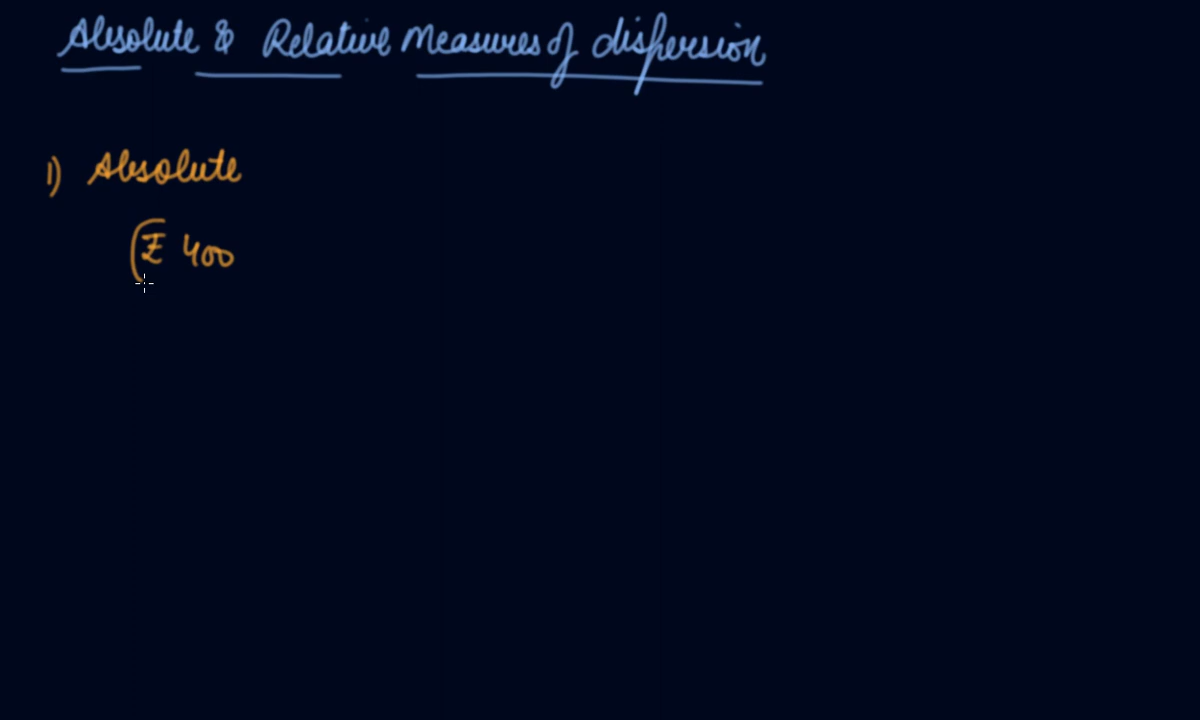 Absolute & Relative Measures of dispersion
1) Absolute
₹ 400